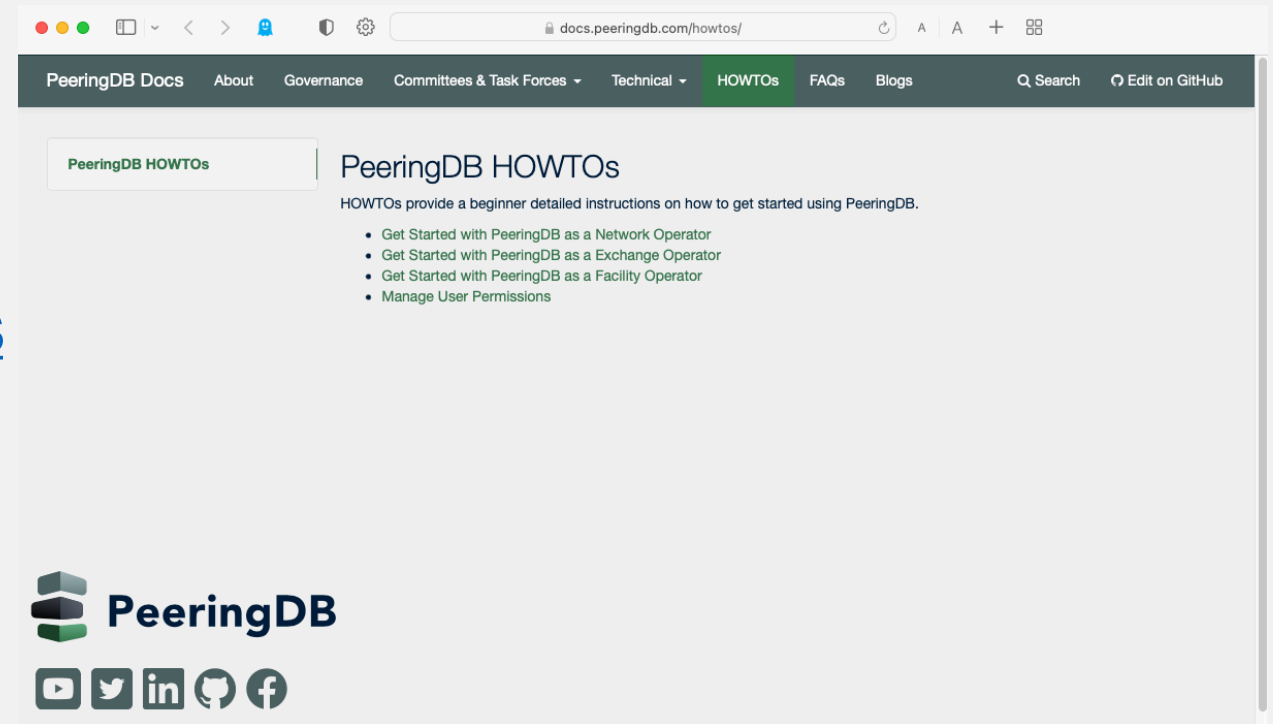 docs.peeringdb.com/howtos/
A A
PeeringDB Docs About Governance Committees & Task Forces Technical HOWTOs FAQs Blogs Search Edit on GitHub
PeeringDB HOWTOs
PeeringDB HOWTOs
HOWTOs provide a beginner detailed instructions on how to get started using PeeringDB.
Get Started with PeeringDB as a Network Operator
Get Started with PeeringDB as a Exchange Operator
Get Started with PeeringDB as a Facility Operator
Manage User Permissions
PeeringDB
in